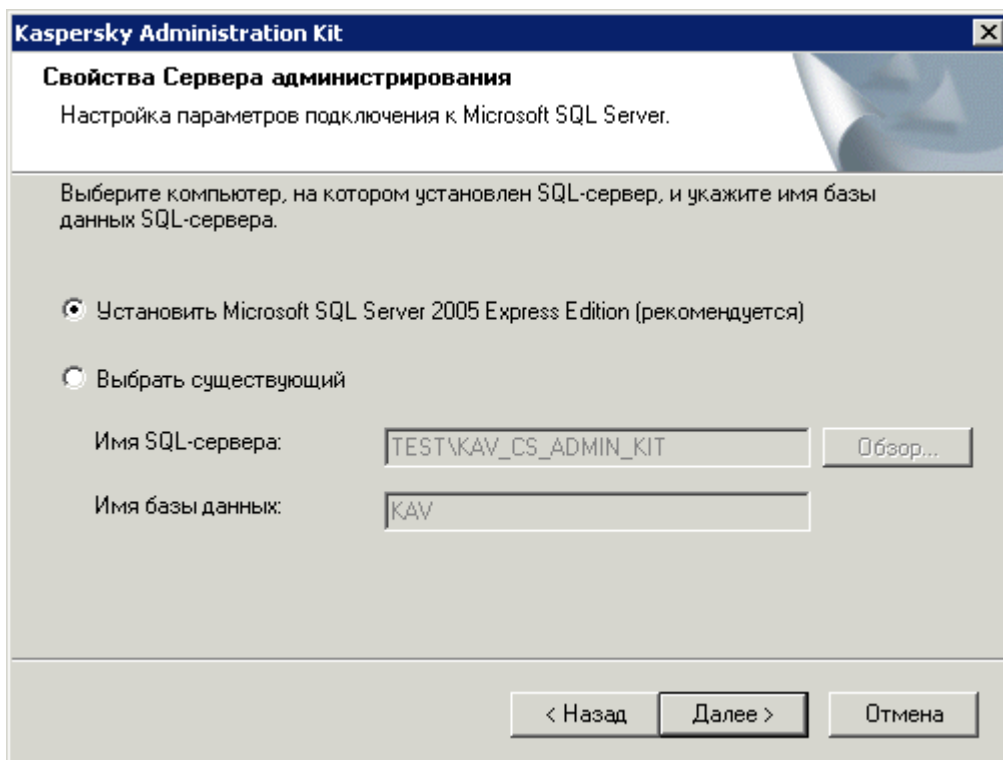 Kaspersky Administration Kit
Свойства Сервера администрирования
Настройка параметров подключения к Microsoft SQL Server.
Выберите компьютер, на котором установлен SQL-сервер, и укажите имя базы
данных SQL-сервера.
Установить Microsoft SQL Server 2005 Express Edition (рекомендуется)
Выбрать существующий
Имя SQL-сервера:
TEST\KAV_CS_ADMIN_KIT
Обзор...
Имя базы данных:
KAV
< Назад
Далее >
Отмена